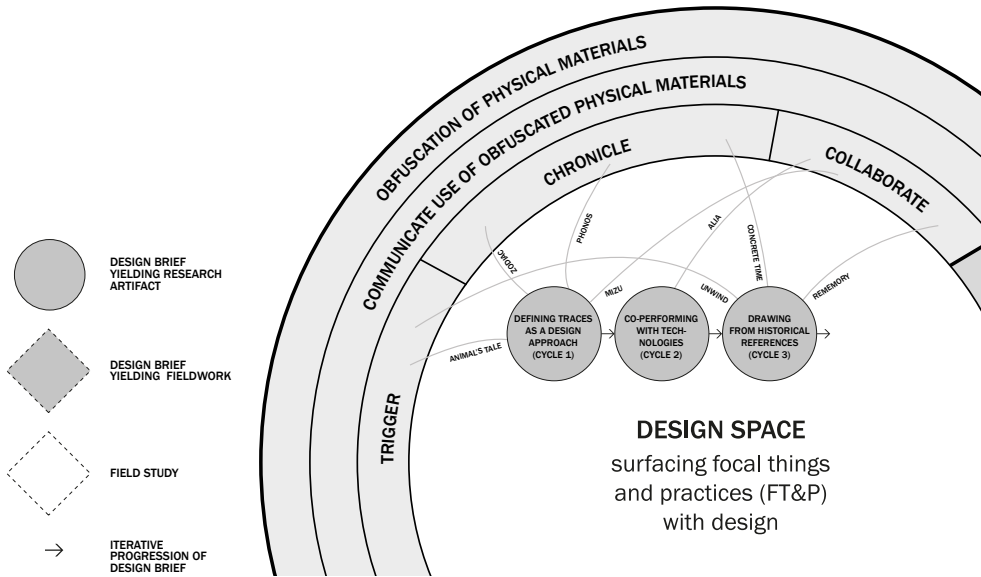 OBFUSCATION OF PHYSICAL MATERIALS
COMMUNICATE USE OF OBFUSCATED PHYSICAL MATERIALS
CHRONICLE
COLLABORATE
TRIGGER
ZODIAC
PHONOS
MIZU
ALIA
UNWIND
CONCRETE TIME
REMEMORY
ANIMAL'S TALE
DEFINING TRACES
AS A DESIGN
APPROACH
(CYCLE 1)
CO-PERFORMING
WITH TECH-
NOLOGIES
(CYCLE 2)
DRAWING
FROM HISTORICAL
REFERENCES
(CYCLE 3)
DESIGN SPACE
surfacing focal things
and practices (FT&P)
with design
DESIGN BRIEF
YIELDING RESEARCH
ARTIFACT
DESIGN BRIEF
YIELDING FIELDWORK
FIELD STUDY
ITERATIVE
PROGRESSION OF
DESIGN BRIEF